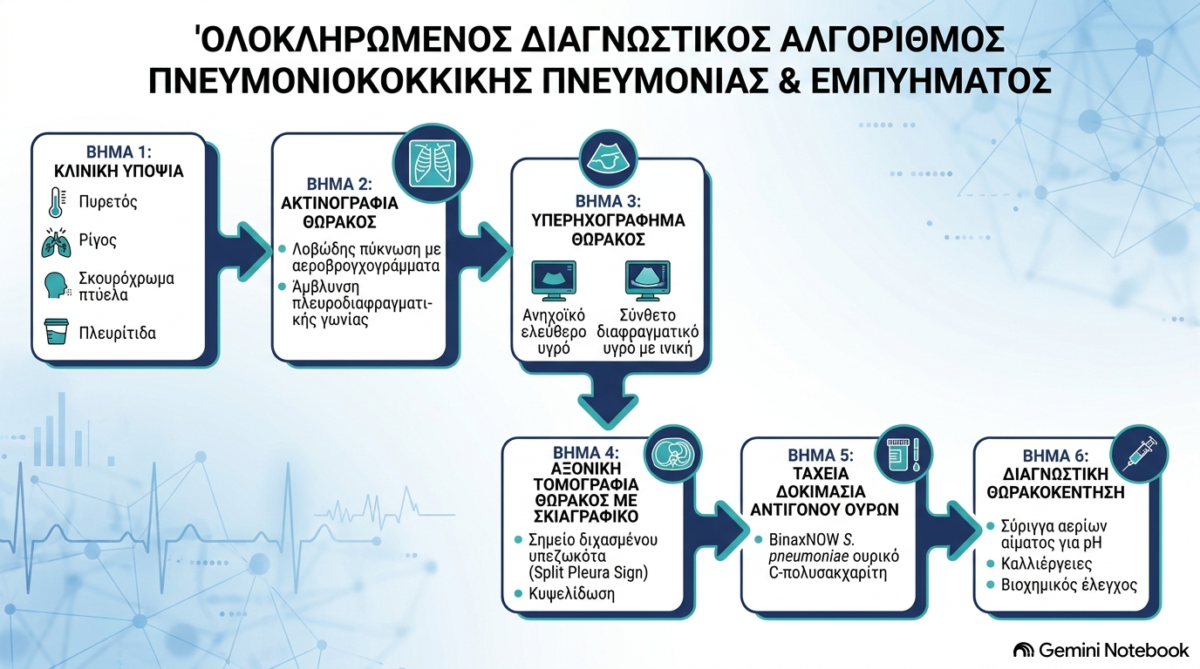 'ΟΛΟΚΛΗΡΩΜΕΝΟΣ ΔΙΑΓΝΩΣΤΙΚΟΣ ΑΛΓΟΡΙΘΜΟΣ
ΠΝΕΥΜΟΝΙΟΚΟΚΚΙΚΗΣ ΠΝΕΥΜΟΝΙΑΣ & ΕΜΠΥΗΜΑΤΟΣ
ΒΗΜΑ 1:
ΚΛΙΝΙΚΗ ΥΠΟΨΙΑ
Πυρετός
Ρίγος
Σκουρόχρωμα
πτύελα
Πλευρίτιδα
ΒΗΜΑ 2:
ΑΚΤΙΝΟΓΡΑΦΙΑ
ΘΩΡΑΚΟΣ
• Λοβώδης πύκνωση με
αεροβρογχογράμματα
• Άμβλυνση
πλευροδιαφραγματι-
κής γωνίας
ΒΗΜΑ 3:
ΥΠΕΡΗΧΟΓΡΑΦΗΜΑ
ΘΩΡΑΚΟΣ
Ανηχοϊκό
ελεύθερο
υγρό
Σύνθετο
διαφραγματικό
υγρό με ινική
ΒΗΜΑ 4:
ΑΞΟΝΙΚΗ
ΤΟΜΟΓΡΑΦΙΑ
ΘΩΡΑΚΟΣ ΜΕ
ΣΚΙΑΓΡΑΦΙΚΟ
• Σημείο διχασμένου
υπεζωκότα
(Split Pleura Sign)
• Κυψελίδωση
ΒΗΜΑ 5:
ΤΑΧΕΙΑ
ΔΟΚΙΜΑΣΙΑ
ΑΝΤΙΓΟΝΟΥ ΟΥΡΩΝ
• BinaxNOW S.
pneumoniae ουρικό
C-πολυσακχαρίτη
ΒΗΜΑ 6:
ΔΙΑΓΝΩΣΤΙΚΗ
ΘΩΡΑΚΟΚΕΝΤΗΣΗ
• Σύριγγα αερίων
αίματος για pH
• Καλλιέργειες
• Βιοχημικός έλεγχος
Gemini Notebook